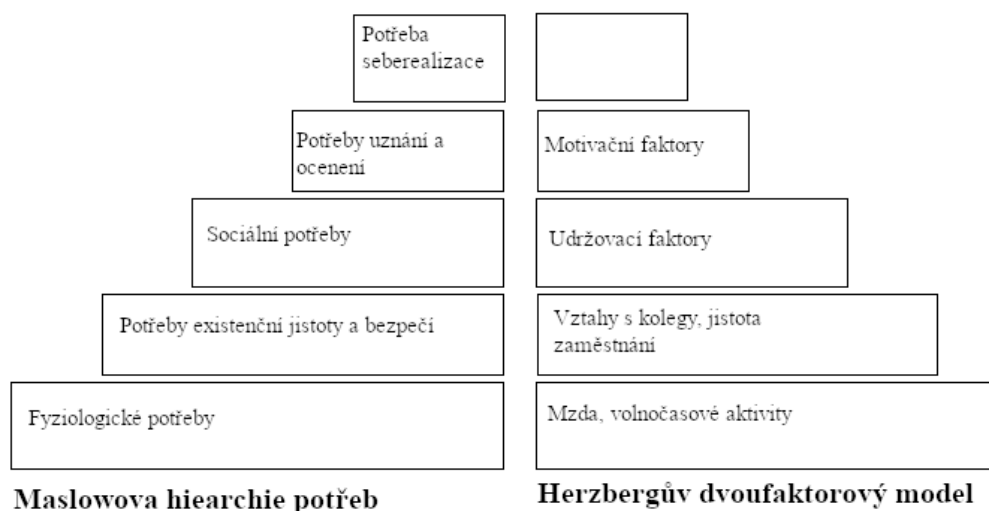 Potřeba
seberealizace
Potřeby uznání a
ocenení
Motivační faktory
Sociální potřeby
Udržovací faktory
Potřeby existenční jistoty a bezpečí
Vztahy s kolegy, jistota
zaměstnání
Fyziologické potřeby
Mzda, volnočasové aktivity
Maslowova hiearchie potřeb
Herzbergův dvoufaktorový model